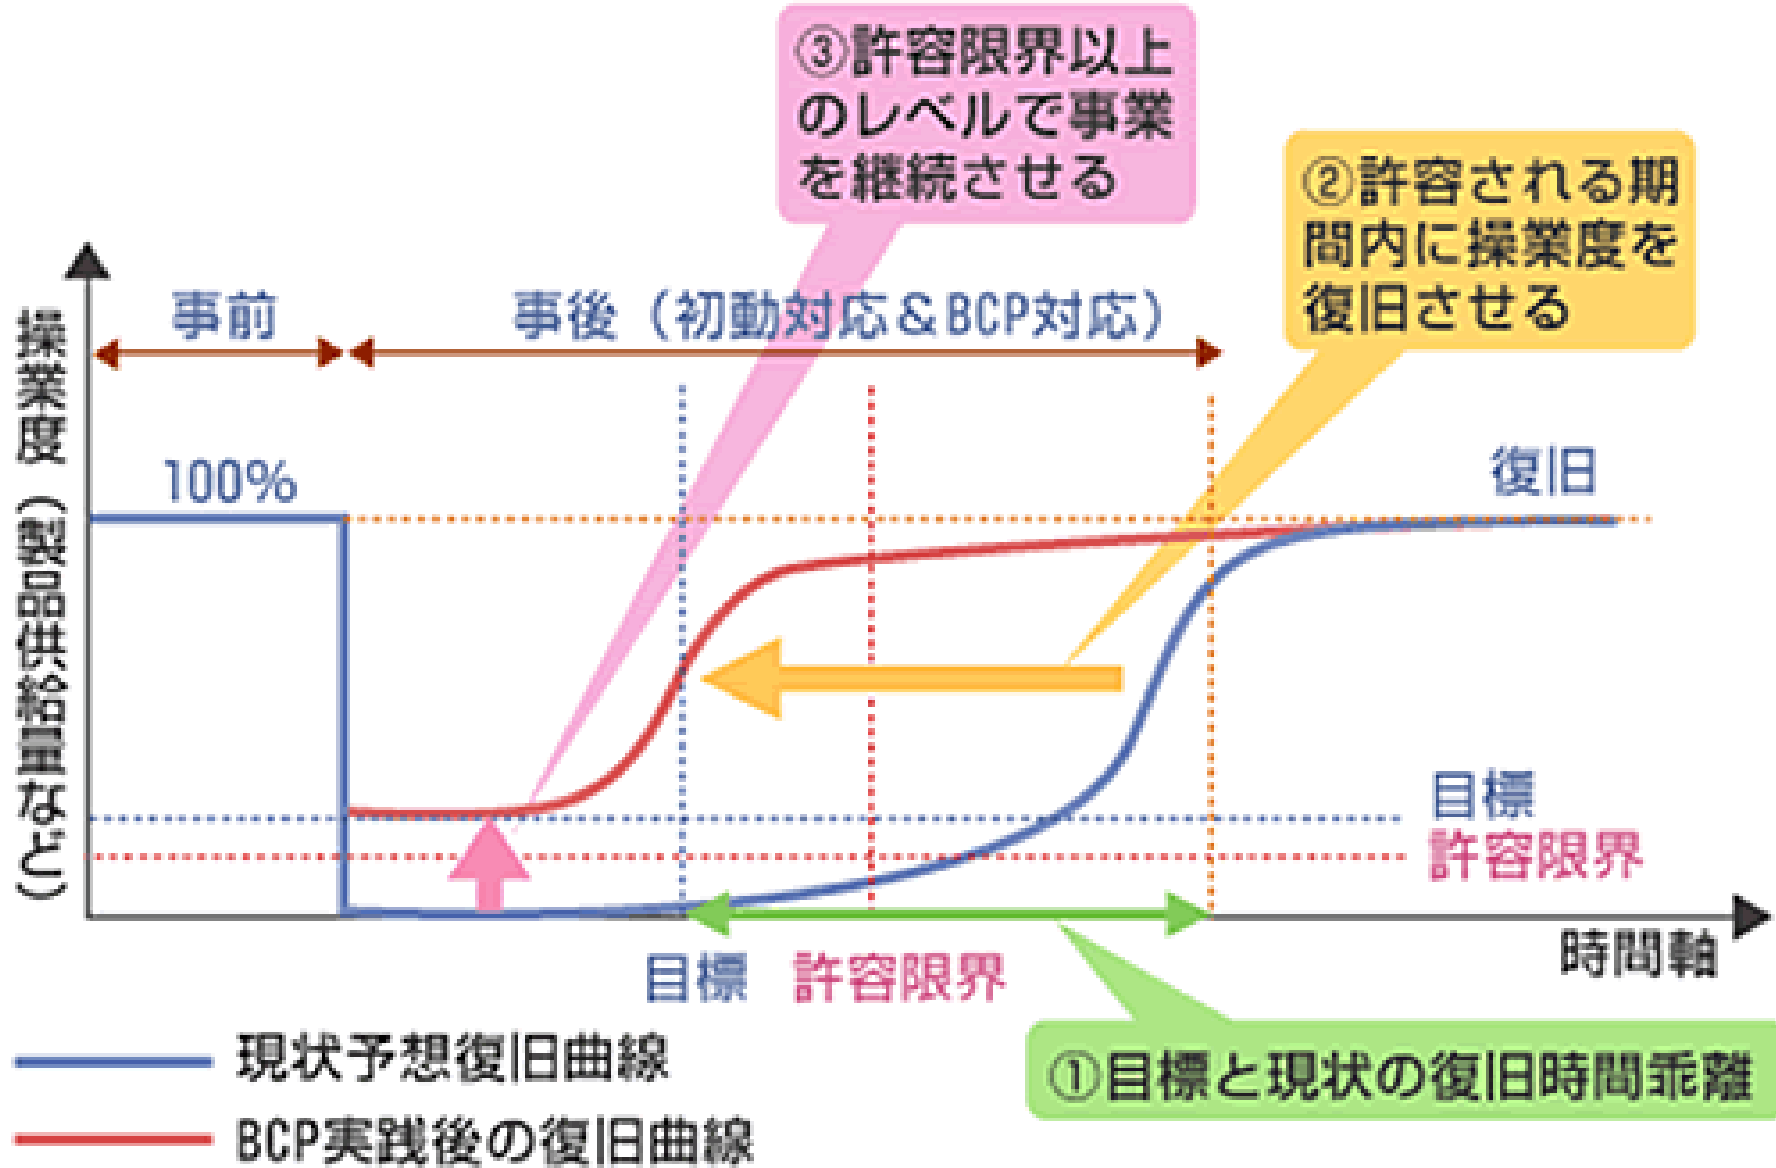 ③許容限界以上
のレベルで事業
を継続させる
②許容される期
間内に操業度を
復旧させる
事前
事後（初動対応＆BCP対応）
操業度（製品供給量など）
100%
復旧
目標
許容限界
時間軸
目標
許容限界
①目標と現状の復旧時間乖離
現状予想復旧曲線
BCP実践後の復旧曲線